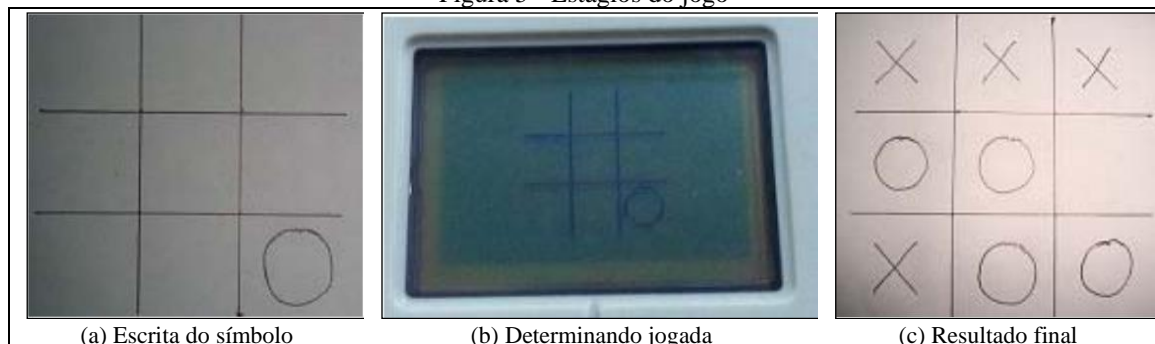 Figura 3 - Estágios do jogo
X X X
O O
X O O
O
O
(a) Escrita do símbolo
(b) Determinando jogada
(c) Resultado final